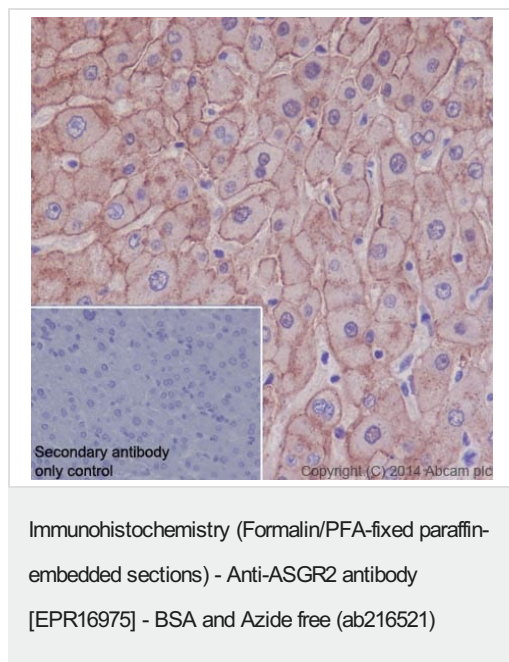 Secondary antibody
only control
Copyright (C) 2014 Abcam plc
Immunohistochemistry (Formalin/PFA-fixed paraffin-
embedded sections) - Anti-ASGR2 antibody
[EPR16975] - BSA and Azide free (ab216521)